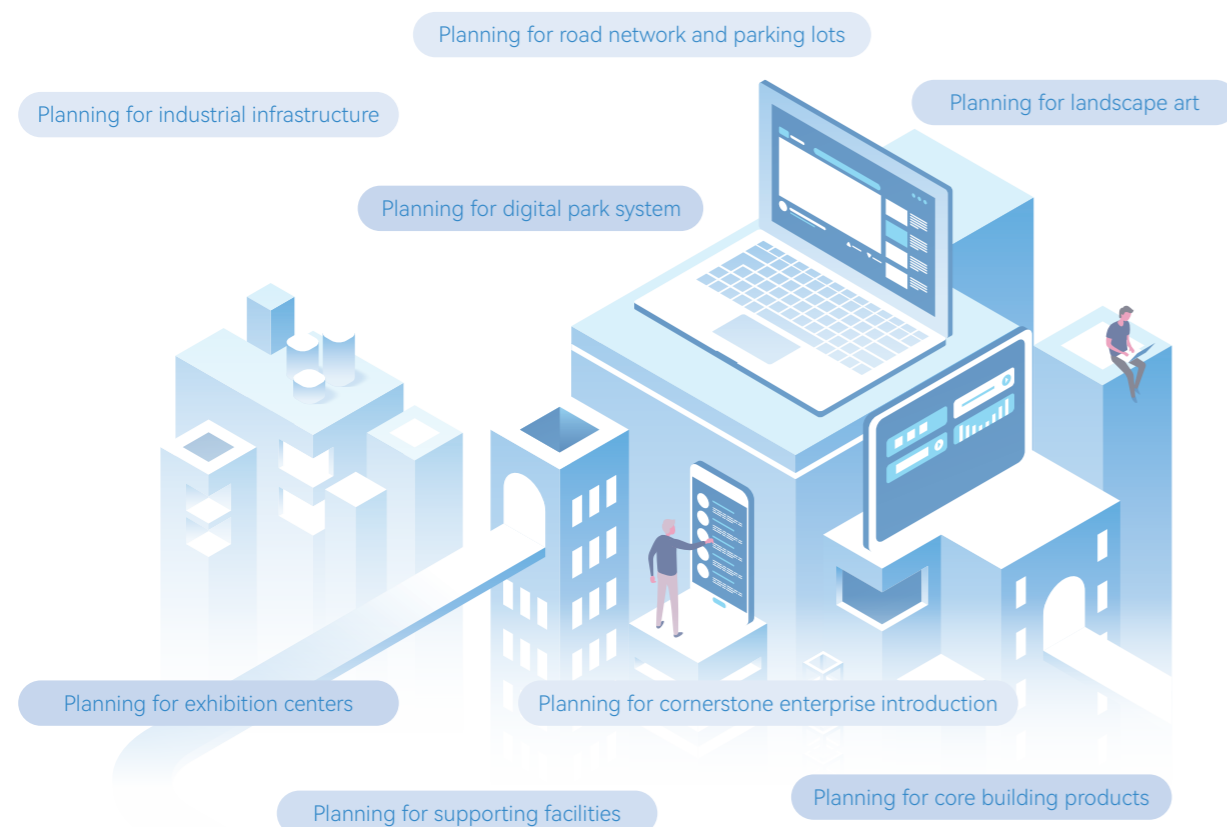 Planning for road network and parking lots
Planning for industrial infrastructure
Planning for landscape art
Planning for digital park system
Planning for exhibition centers
Planning for cornerstone enterprise introduction
Planning for supporting facilities
Planning for core building products